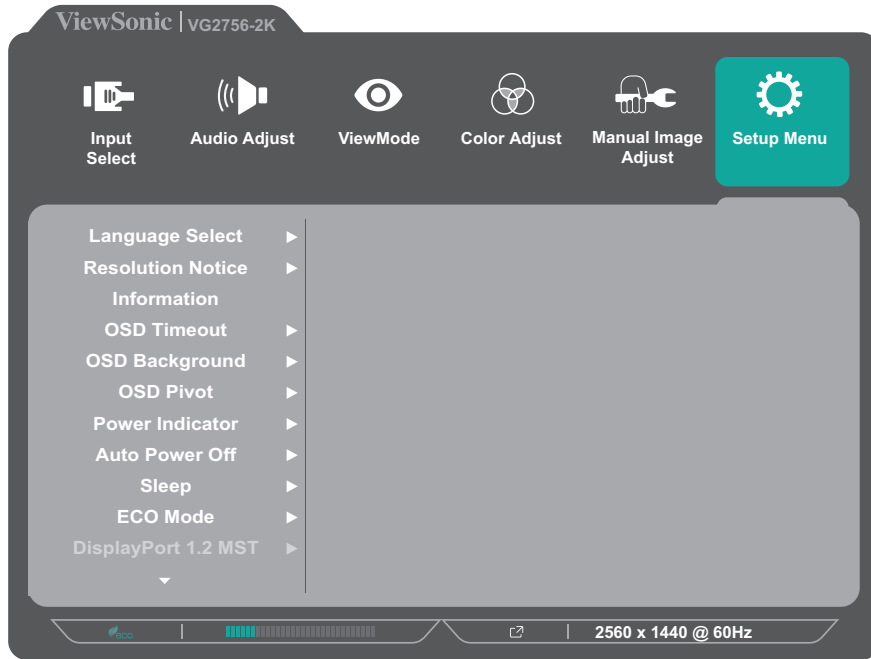 ViewSonic | VG2756-2K
Input Select
Audio Adjust
ViewMode
Color Adjust
Manual Image Adjust
Setup Menu
Language Select
Resolution Notice
Information
OSD Timeout
OSD Background
OSD Pivot
Power Indicator
Auto Power Off
Sleep
ECO Mode
DisplayPort 1.2 MST
eco
2560 x 1440 @ 60Hz